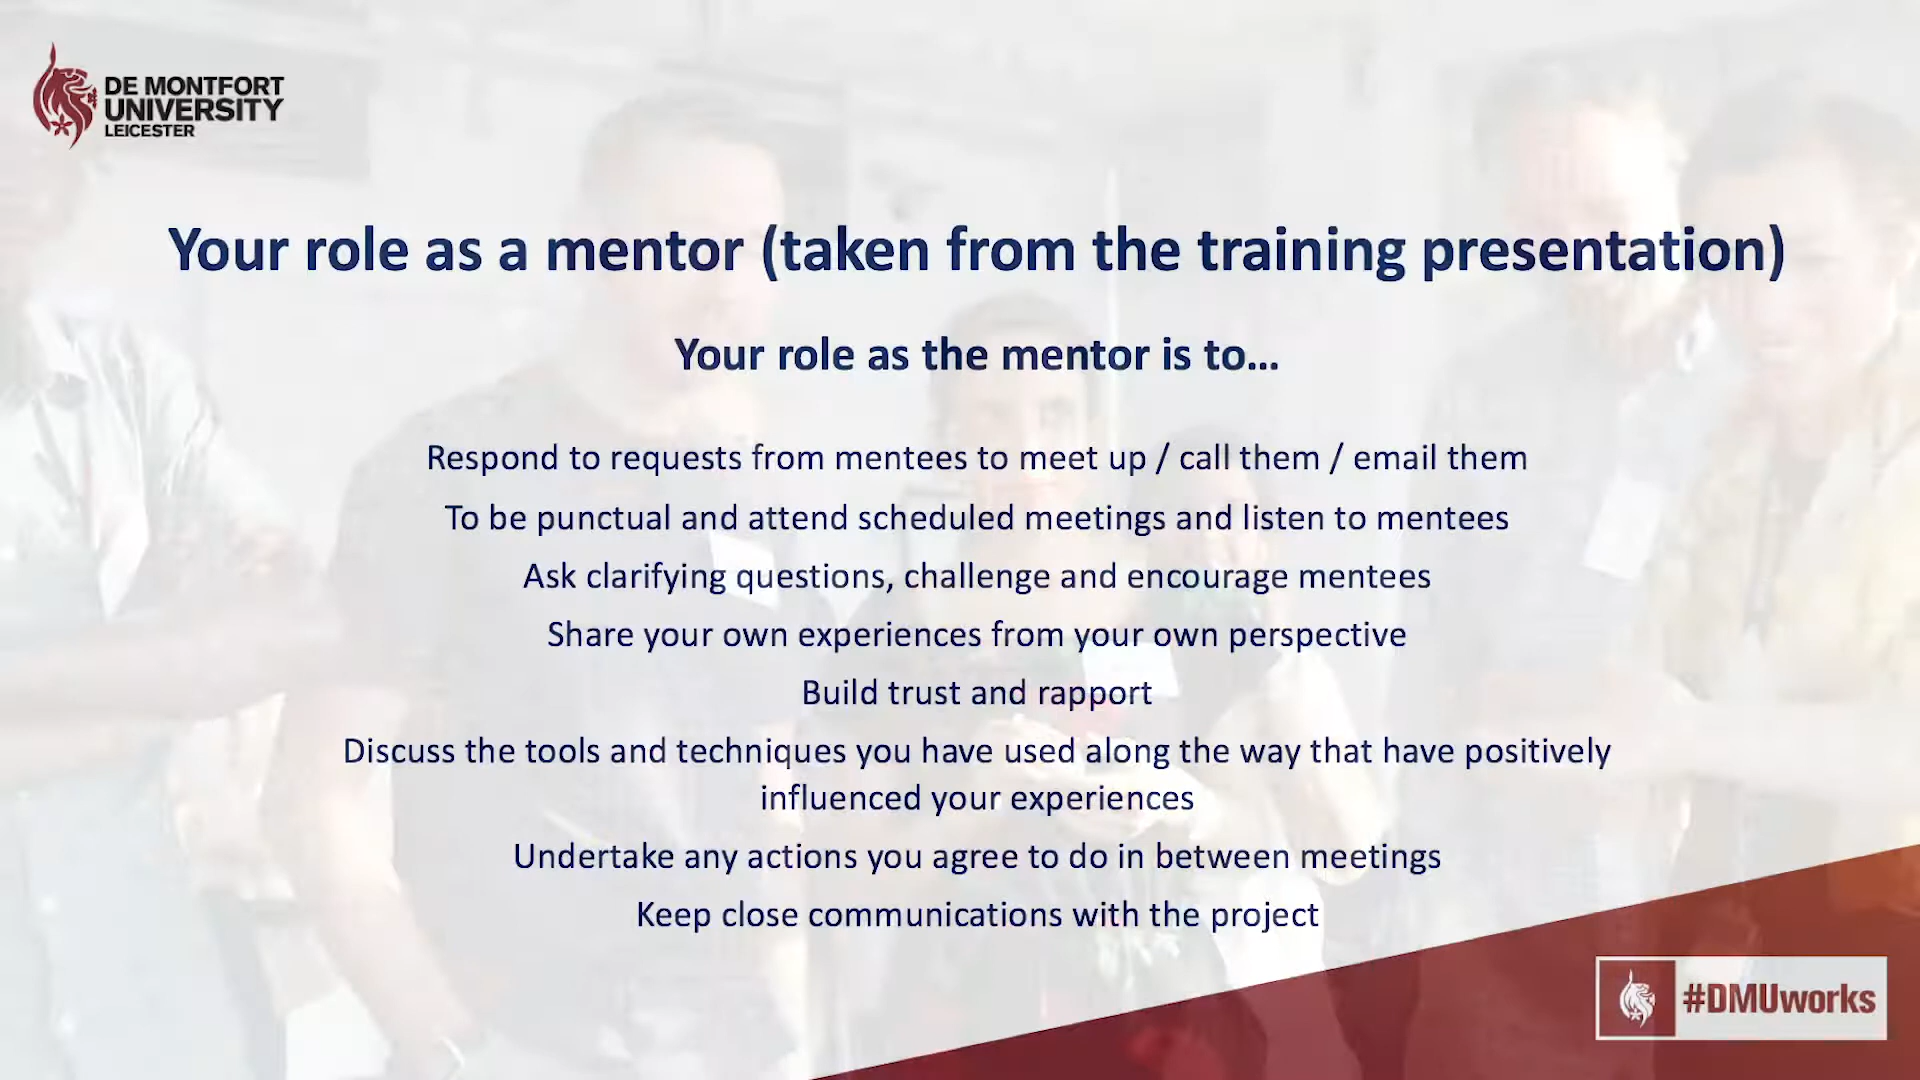 DE MONTFORT
UNIVERSITY
LEICESTER
Your role as a mentor (taken from the training presentation)
Your role as the mentor is to...
Respond to requests from mentees to meet up / call them / email them
To be punctual and attend scheduled meetings and listen to mentees
Ask clarifying questions, challenge and encourage mentees
Share your own experiences from your own perspective
Build trust and rapport
Discuss the tools and techniques you have used along the way that have positively
influenced your experiences
Undertake any actions you agree to do in between meetings
Keep close communications with the project
#DMUworks